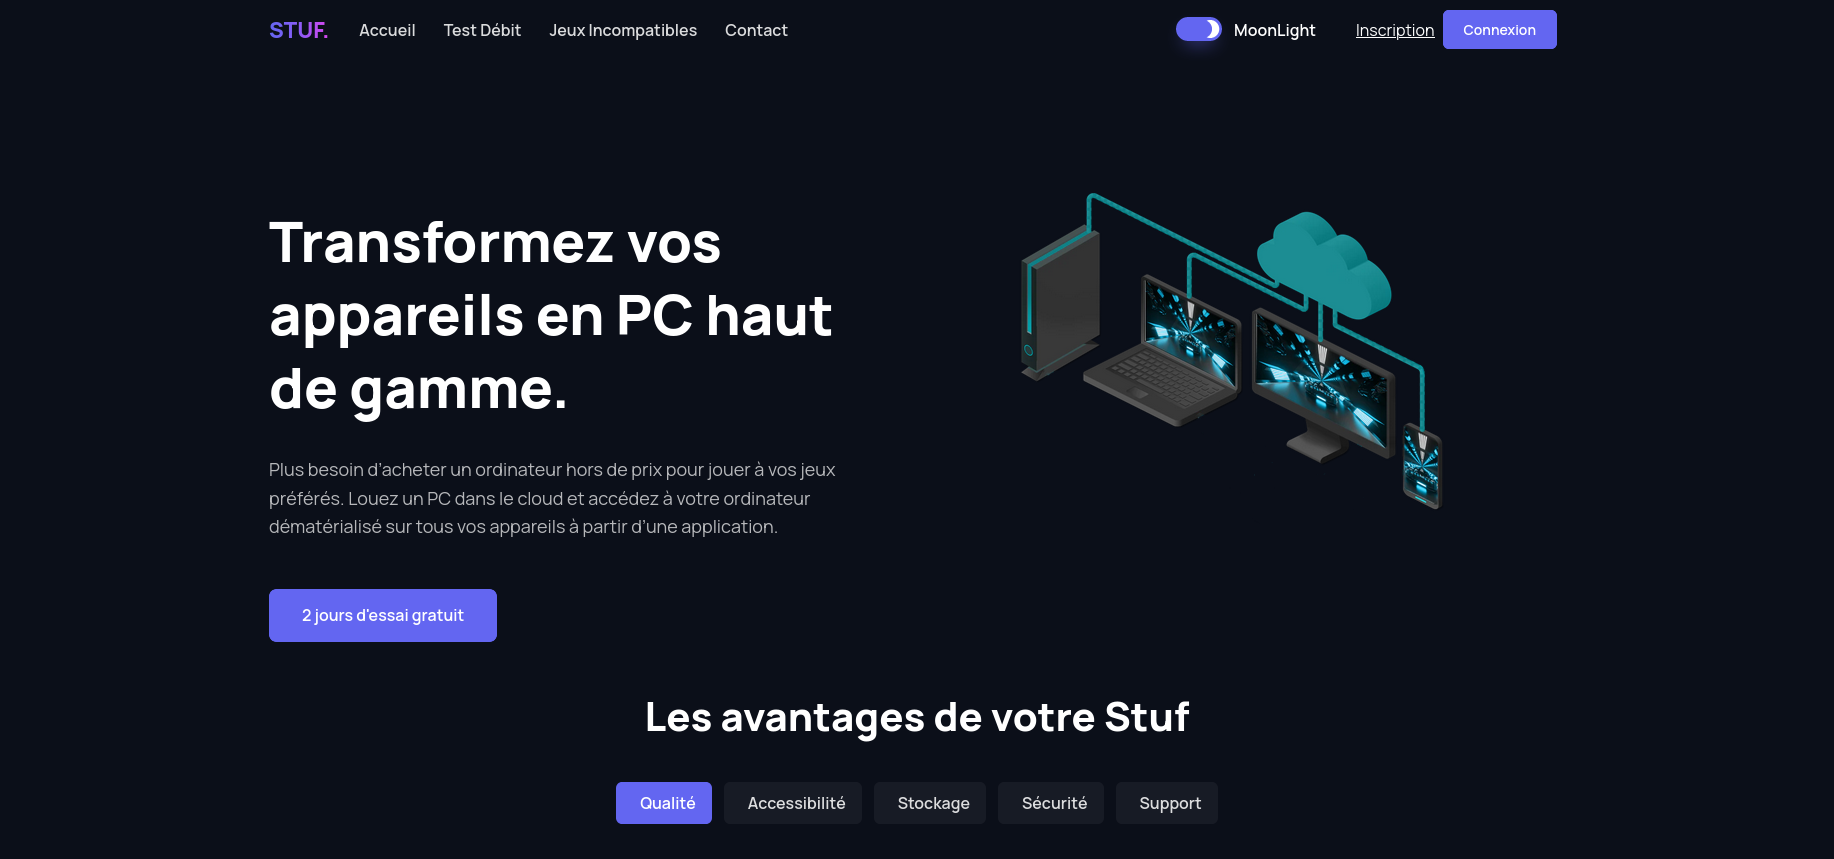 STUF. Accueil Test Débit Jeux Incompatibles Contact MoonLight Inscription Connexion
Transformez vos
appareils en PC haut
de gamme.
Plus besoin d'acheter un ordinateur hors de prix pour jouer à vos jeux
préférés. Louez un PC dans le cloud et accédez à votre ordinateur
dématérialisé sur tous vos appareils à partir d'une application.
2 jours d'essai gratuit
Les avantages de votre Stuf
Qualité Accessibilité Stockage Sécurité Support